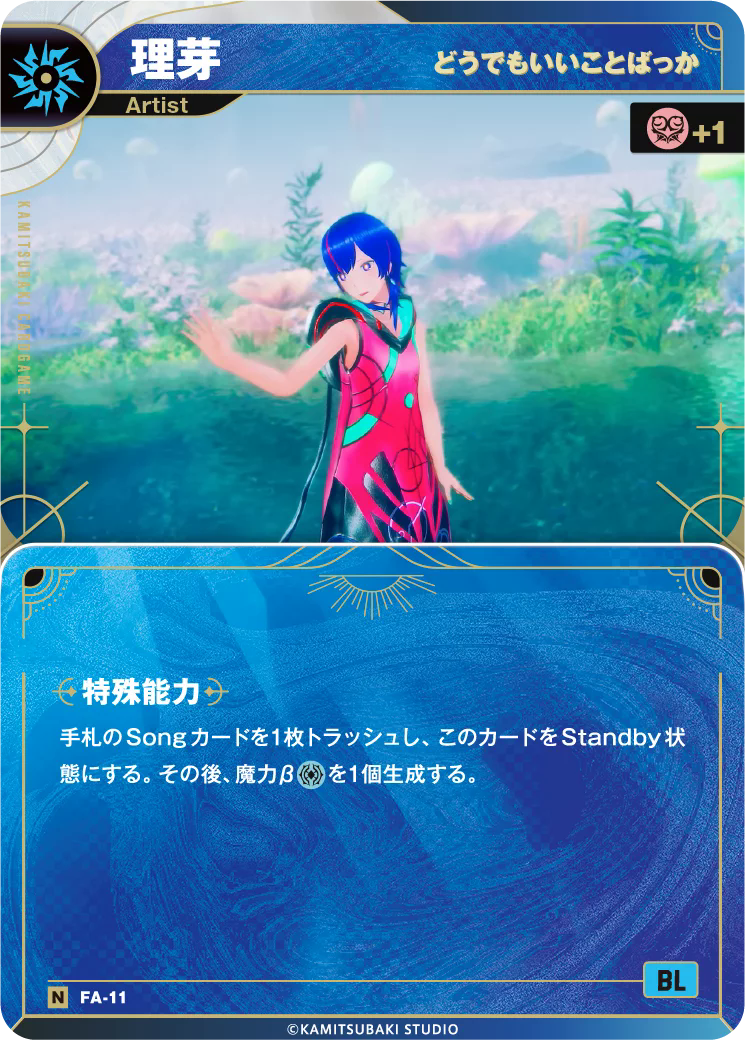 理芽
どうでもいいことばっか
Artist
+1
KAMITSUBAKI CARD GAME
特殊能力
手札のSongカードを1枚トラッシュし、このカードをStandby状
態にする。その後、魔力βを1個生成する。
BL
N FA-11
©KAMITSUBAKI STUDIO